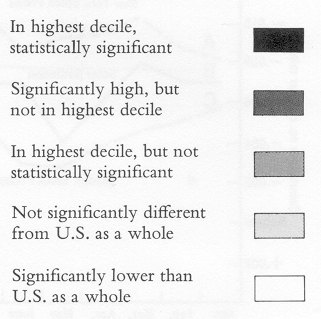 In highest decile,
statistically significant
Significantly high, but
not in highest decile
In highest decile, but not
statistically significant
Not significantly different
from U.S. as a whole
Significantly lower than
U.S. as a whole